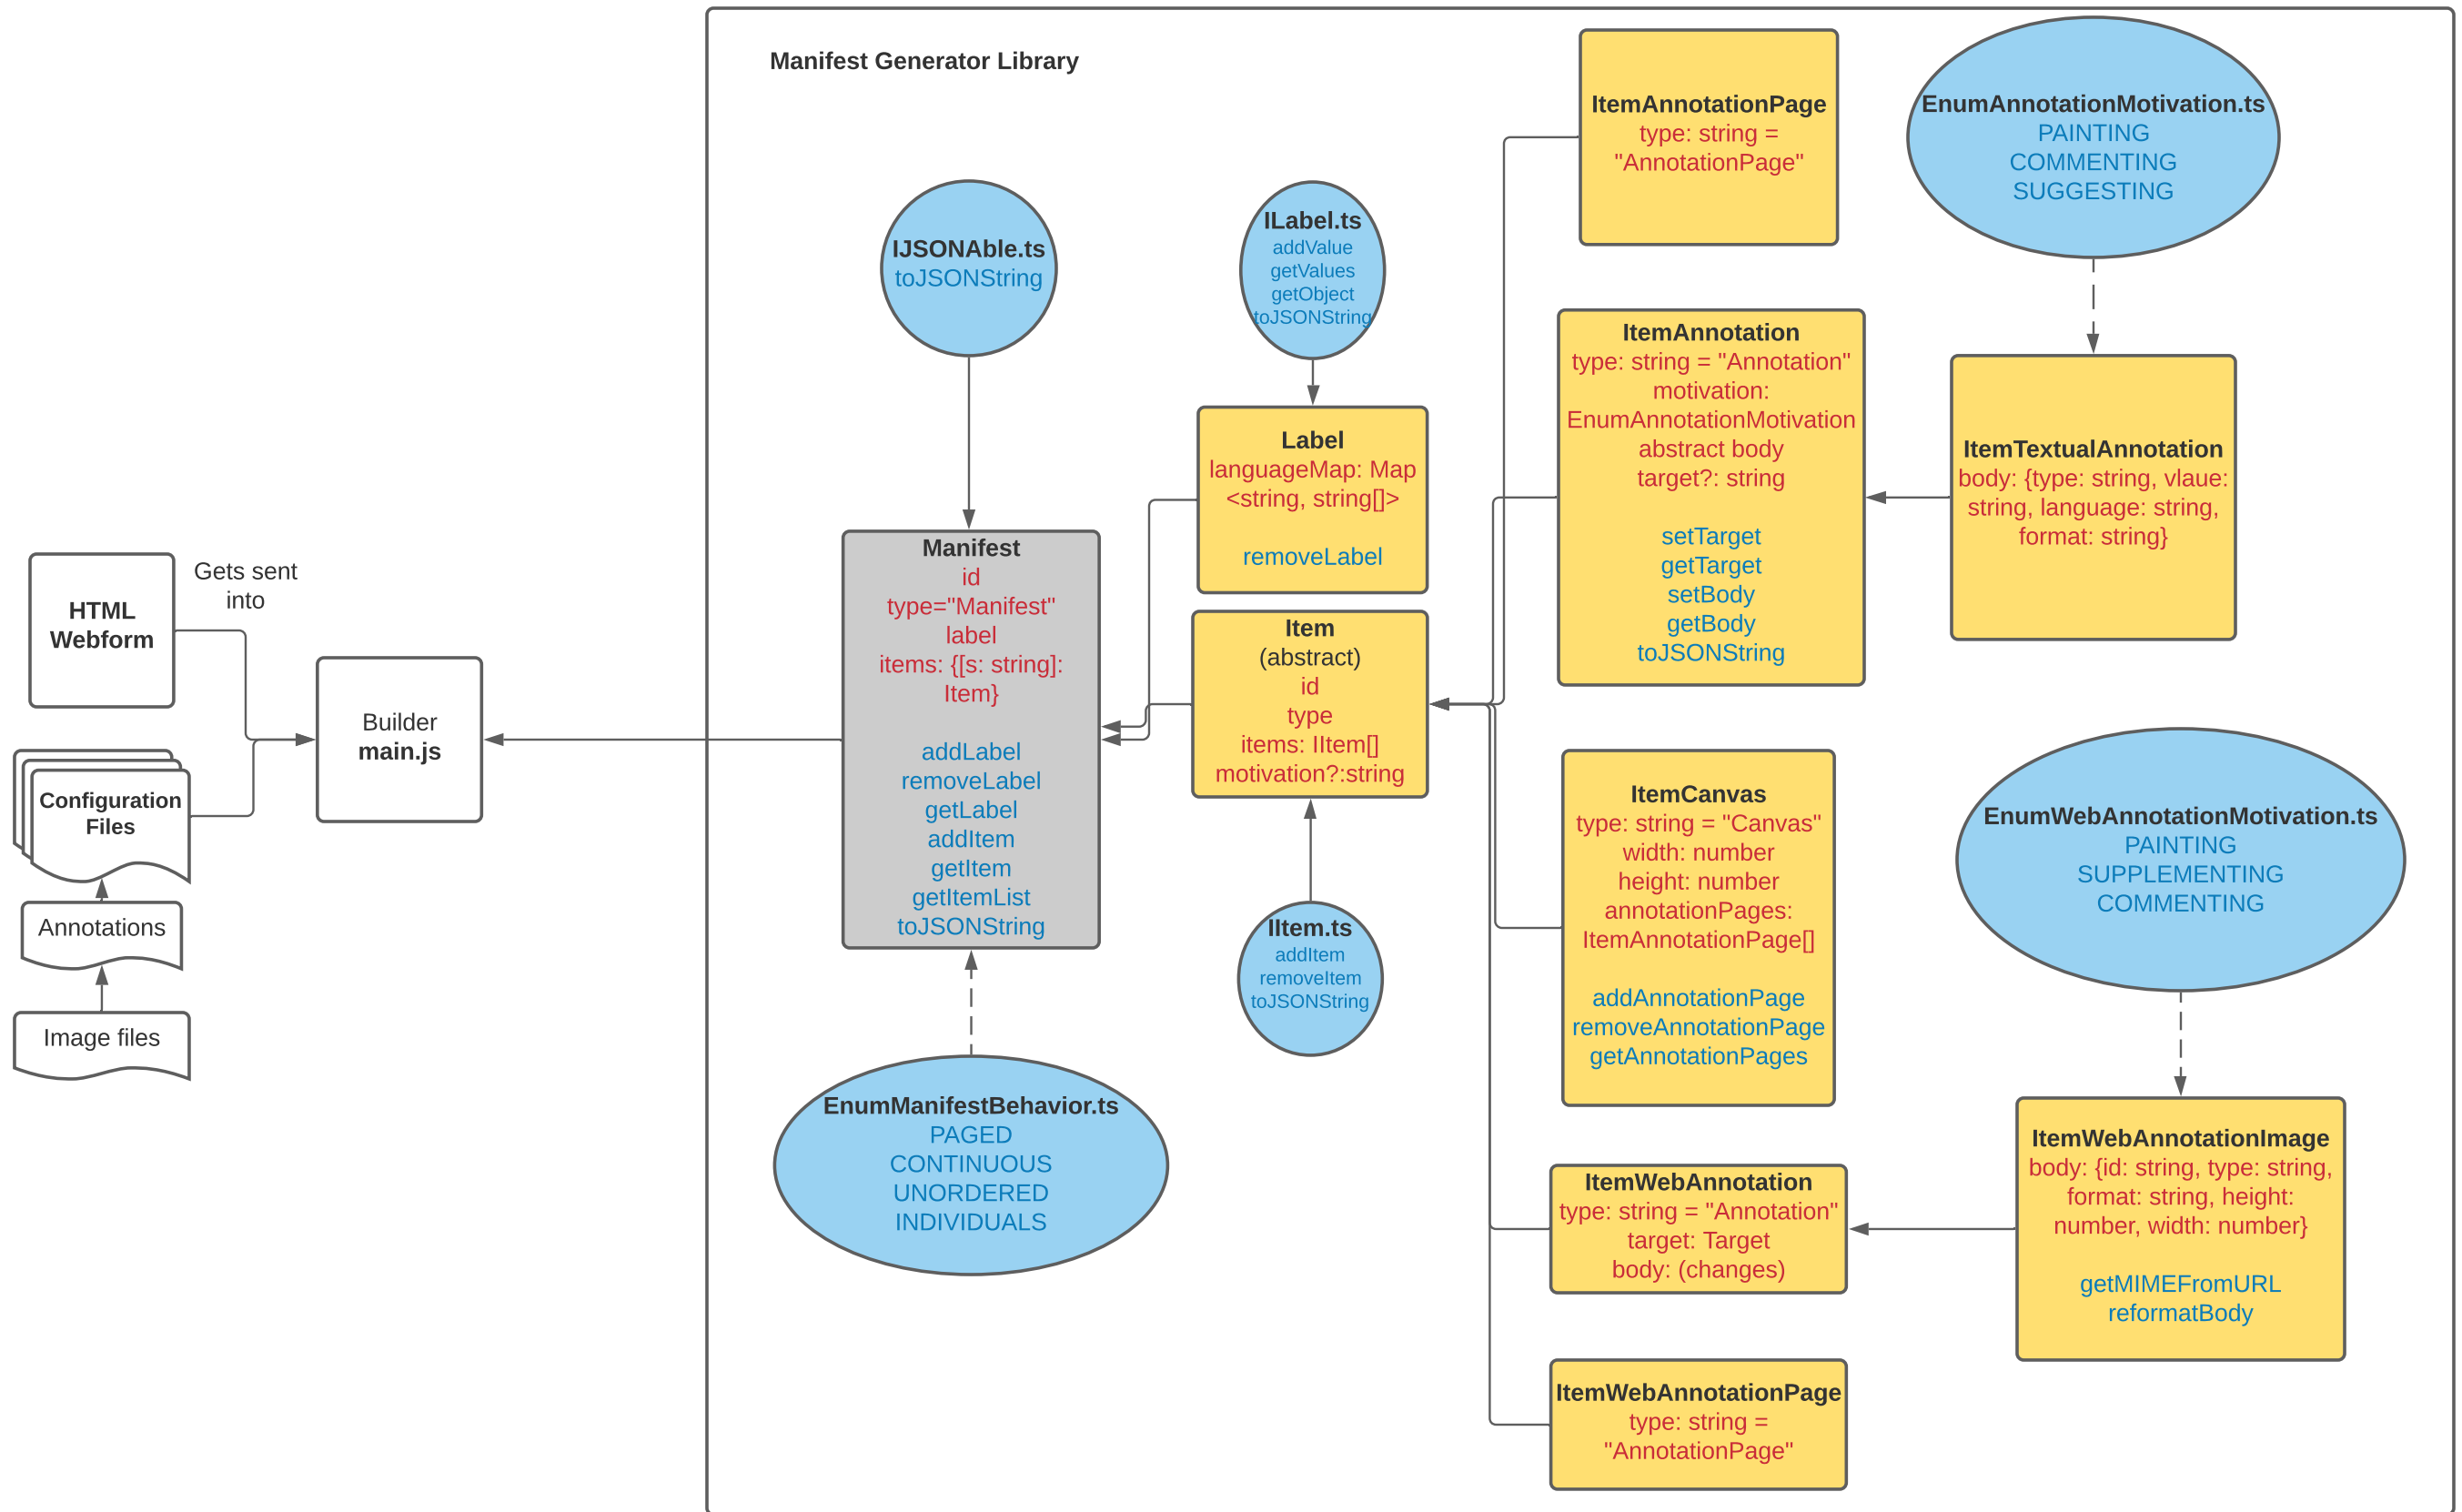 Manifest Generator Library
HTML
Webform
Gets sent
into
Configuration
Files
Annotations
Image files
Builder
main.js
IJSONAble.ts
toJSONString
Manifest
id
type="Manifest"
label
items: {[s: string]:
Item}
addLabel
removeLabel
getLabel
addItem
getItem
getItemList
toJSONString
EnumManifestBehavior.ts
PAGED
CONTINUOUS
UNORDERED
INDIVIDUALS
ILabel.ts
addValue
getValues
getObject
toJSONString
Label
languageMap: Map
<string, string[]>
removeLabel
Item
(abstract)
id
type
items: IItem[]
motivation?:string
IItem.ts
addItem
removeItem
toJSONString
ItemAnnotationPage
type: string =
"AnnotationPage"
ItemAnnotation
type: string = "Annotation"
motivation:
EnumAnnotationMotivation
abstract body
target?: string
setTarget
getTarget
setBody
getBody
toJSONString
ItemCanvas
type: string = "Canvas"
width: number
height: number
annotationPages:
ItemAnnotationPage[]
addAnnotationPage
removeAnnotationPage
getAnnotationPages
ItemWebAnnotation
type: string = "Annotation"
target: Target
body: (changes)
ItemWebAnnotationPage
type: string =
"AnnotationPage"
EnumAnnotationMotivation.ts
PAINTING
COMMENTING
SUGGESTING
ItemTextualAnnotation
body: {type: string, vlaue:
string, language: string,
format: string}
EnumWebAnnotationMotivation.ts
PAINTING
SUPPLEMENTING
COMMENTING
ItemWebAnnotationImage
body: {id: string, type: string,
format: string, height:
number, width: number}
getMIMEFromURL
reformatBody